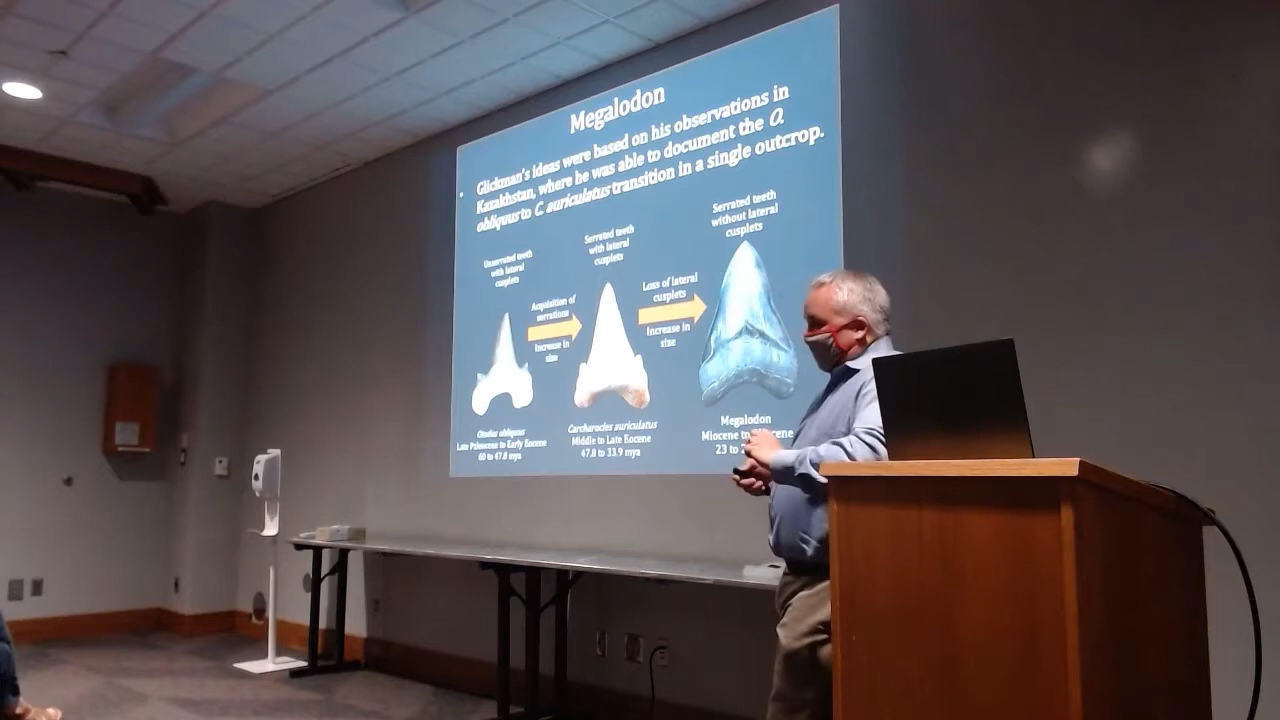 Megalodon
Glickman's ideas were based on his observations in
Kazakhstan, where he was able to document the O.
obliquus to C. auriculatus transition in a single outcrop.
Unserrated teeth
with lateral
cusplets
Acquisition of
serrations
Increase in
size
Serrated teeth
with lateral
cusplets
Loss of lateral
cusplets
Increase in
size
Serrated teeth
without lateral
cusplets
Otodus obliquus
Late Paleocene to Early Eocene
60 to 47.8 mya
Carcharocles auriculatus
Middle to Late Eocene
47.8 to 33.9 mya
Megalodon
Miocene to
23 to